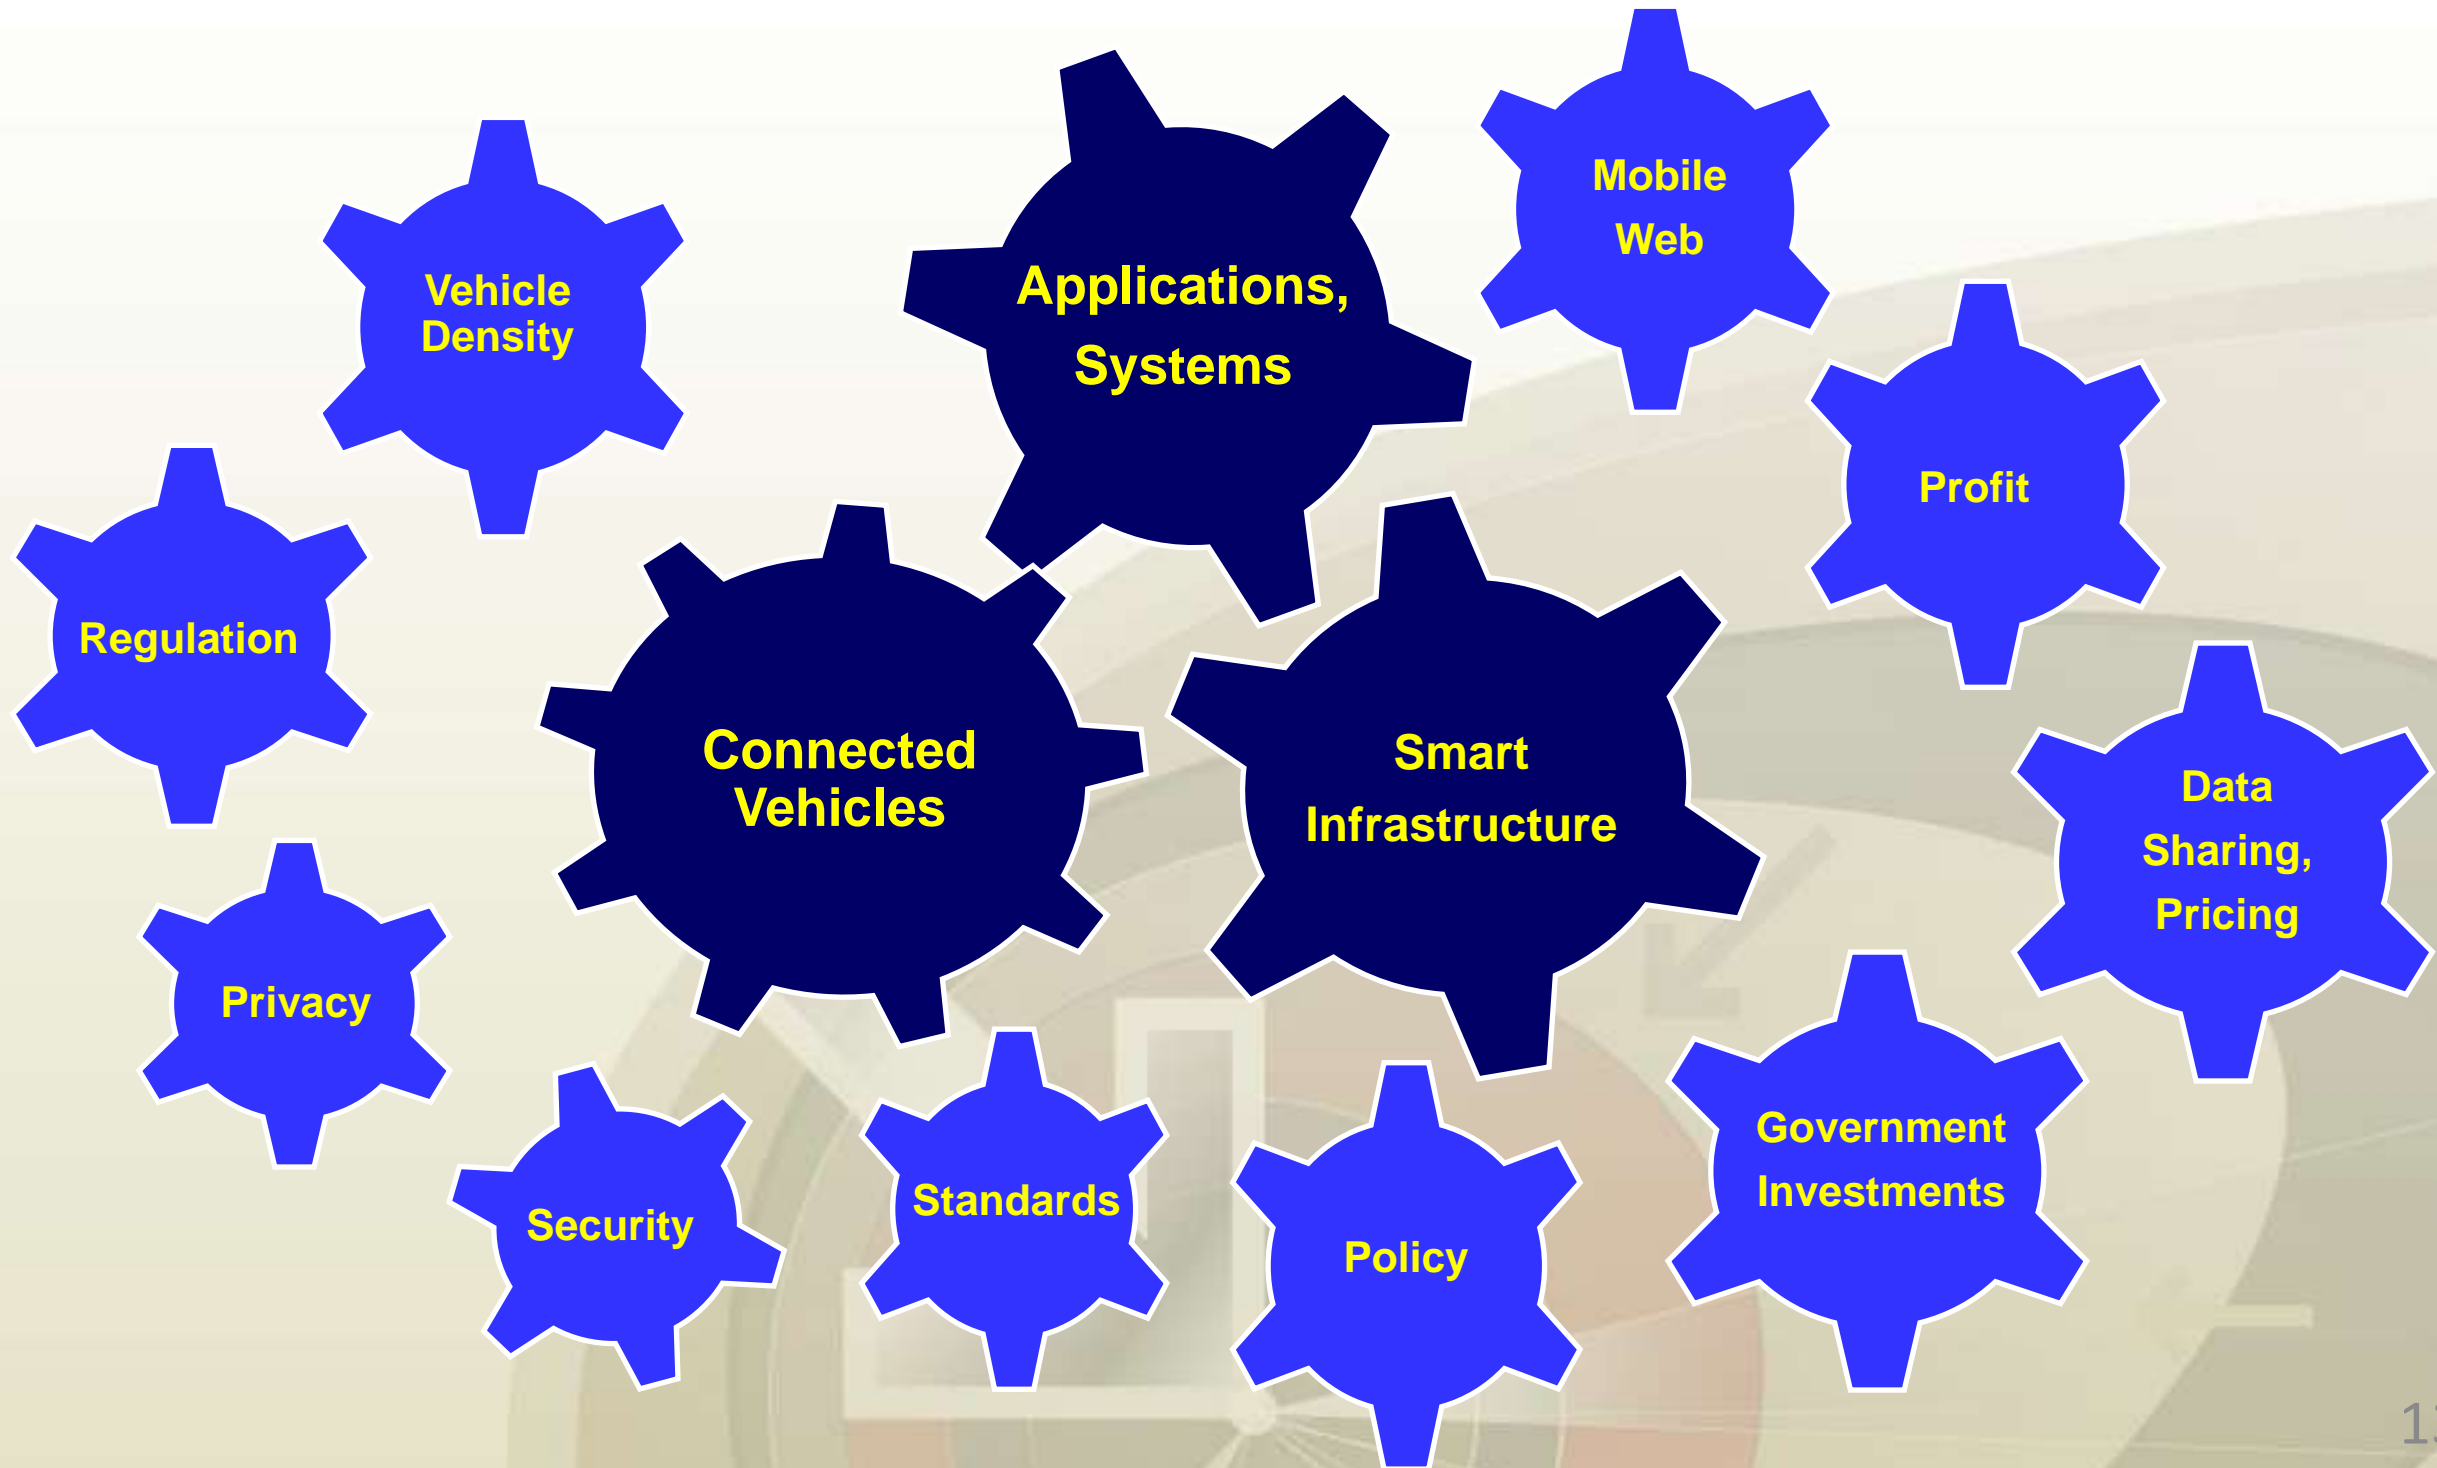 Mobile
Web
Vehicle
Density
Applications,
Systems
Profit
Regulation
Connected
Vehicles
Smart
Infrastructure
Data
Sharing,
Pricing
Privacy
Government
Investments
Security
Standards
Policy